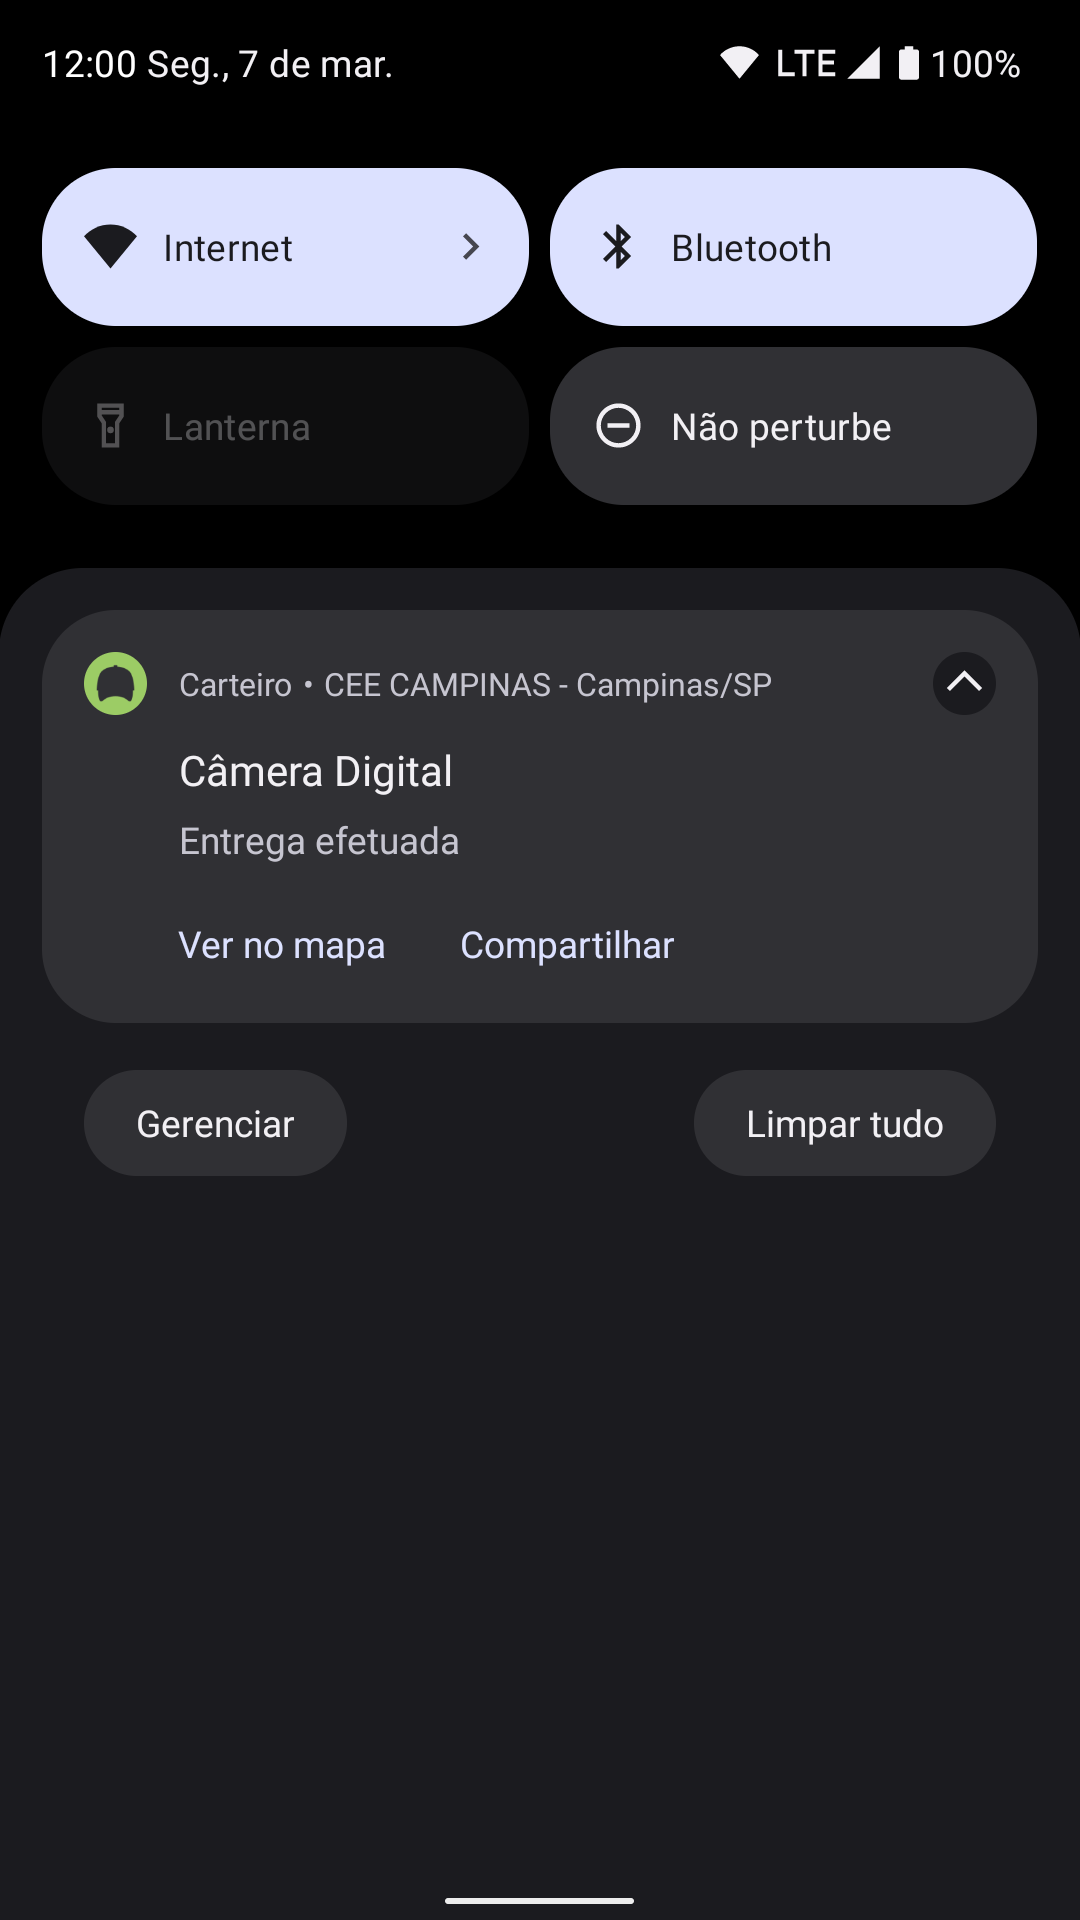 12:00 Seg., 7 de mar. LTE 100%
Internet
Bluetooth
Lanterna
Não perturbe
Carteiro • CEE CAMPINAS - Campinas/SP
Câmera Digital
Entrega efetuada
Ver no mapa Compartilhar
Gerenciar Limpar tudo